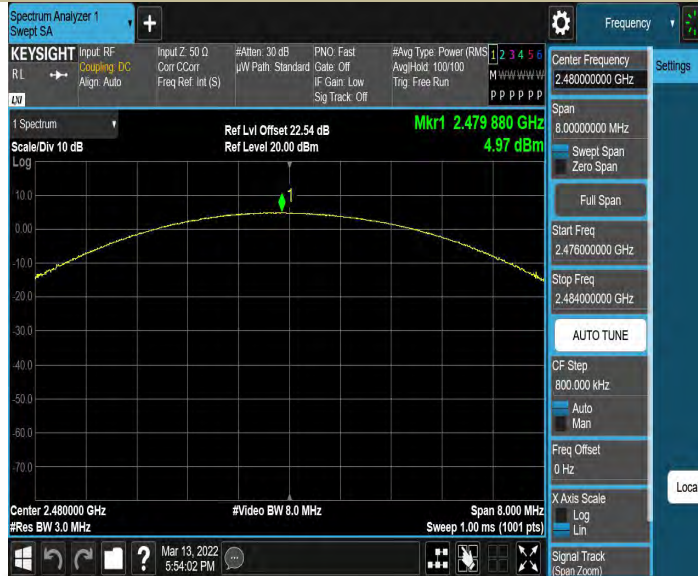 Spectrum Analyzer 1
Swept SA
Frequency
KEYSIGHT
RL
LXI
Input: RF
Coupling: DC
Align: Auto
Input Z: 50 Ω
Corr CCorr
Freq Ref: Int (S)
#Atten: 30 dB
µW Path: Standard
PNO: Fast
Gate: Off
IF Gain: Low
Sig Track: Off
#Avg Type: Power (RMS
Avg|Hold: 100/100
Trig: Free Run
1 2 3 4 5 6
M W W W W W
P P P P P P
1 Spectrum
Scale/Div 10 dB
Ref Lvl Offset 22.54 dB
Ref Level 20.00 dBm
Mkr1 2.479 880 GHz
4.97 dBm
Log
10.0
0.00
-10.0
-20.0
-30.0
-40.0
-50.0
-60.0
-70.0
1
Center 2.480000 GHz
#Res BW 3.0 MHz
#Video BW 8.0 MHz
Span 8.000 MHz
Sweep 1.00 ms (1001 pts)
Mar 13, 2022
5:54:02 PM
?
Center Frequency
2.480000000 GHz
Settings
Span
8.00000000 MHz
Swept Span
Zero Span
Full Span
Start Freq
2.476000000 GHz
Stop Freq
2.484000000 GHz
AUTO TUNE
CF Step
800.000 kHz
Auto
Man
Freq Offset
0 Hz
X Axis Scale
Log
Lin
Signal Track
(Span Zoom)
Loca